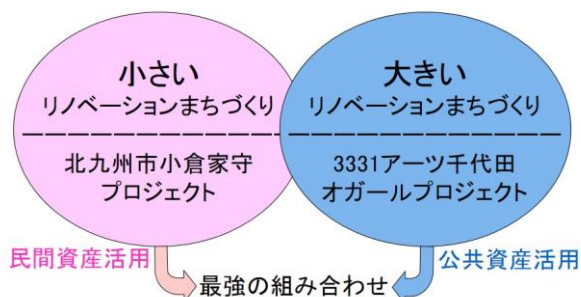 小さい
リノベーションまちづくり
北九州市小倉家守
プロジェクト
大きい
リノベーションまちづくり
3331アーツ千代田
オガールプロジェクト
民間資産活用
公共資産活用
最強の組み合わせ